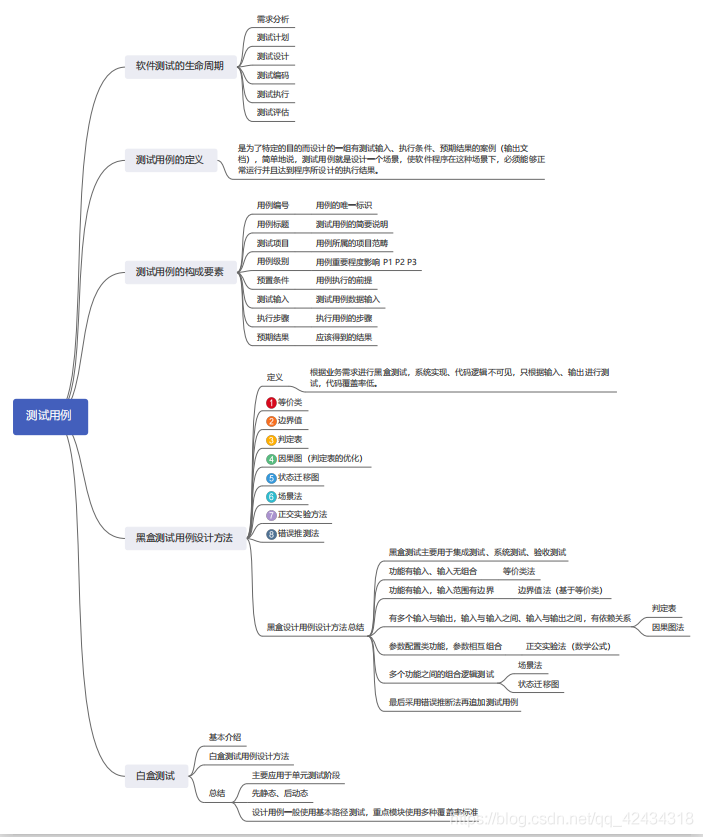 测试用例
软件测试的生命周期
需求分析
测试计划
测试设计
测试编码
测试执行
测试评估
测试用例的定义
是为了特定的目的而设计的一组有测试输入、执行条件、预期结果的案例（输出文
档），简单地说，测试用例就是设计一个场景，使软件程序在这种场景下，必须能够正
常运行并且达到程序所设计的执行结果。
测试用例的构成要素
用例编号 用例的唯一标识
用例标题 测试用例的简要说明
测试项目 用例所属的项目范畴
用例级别 用例重要程度影响 P1 P2 P3
预置条件 用例执行的前提
测试输入 测试用例数据输入
执行步骤 执行用例的步骤
预期结果 应该得到的结果
黑盒测试用例设计方法
定义
根据业务需求进行黑盒测试，系统实现、代码逻辑不可见，只根据输入、输出进行测
试，代码覆盖率低。
1 等价类
2 边界值
3 判定表
4 因果图（判定表的优化）
5 状态迁移图
6 场景法
7 正交实验方法
8 错误推测法
黑盒设计用例设计方法总结
黑盒测试主要用于集成测试、系统测试、验收测试
功能有输入、输入无组合 等价类法
功能有输入，输入范围有边界 边界值法（基于等价类）
有多个输入与输出，输入与输入之间、输入与输出之间，有依赖关系
判定表
因果图法
参数配置类功能，参数相互组合 正交实验法（数学公式）
多个功能之间的组合逻辑测试
场景法
状态迁移图
最后采用错误推断法再追加测试用例
白盒测试
基本介绍
白盒测试用例设计方法
总结
主要应用于单元测试阶段
先静态、后动态
设计用例一般使用基本路径测试，重点模块使用多种覆盖率标准
https://blog.csdn.net/qq_42434318